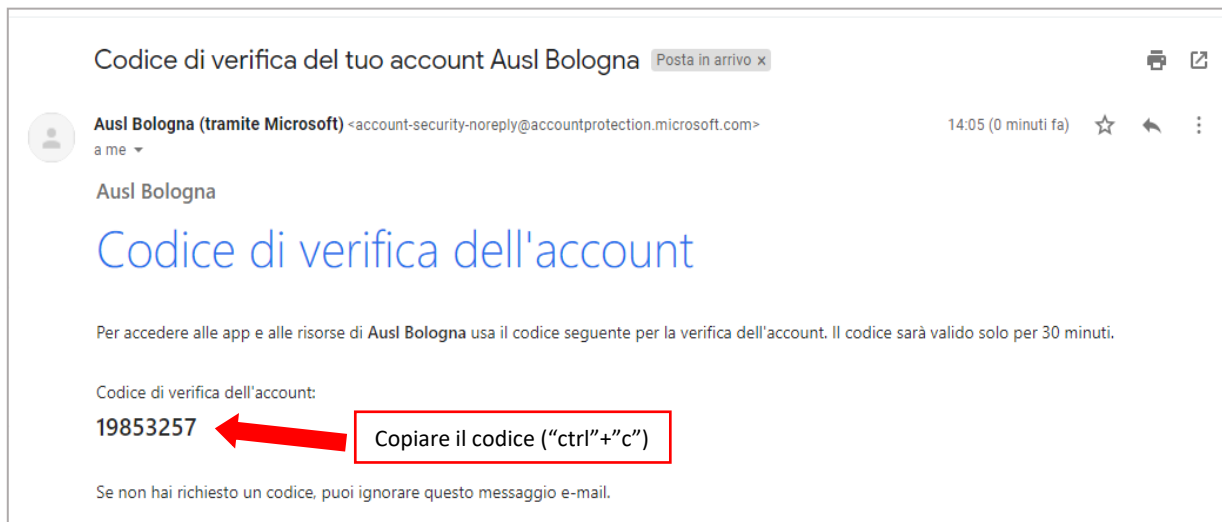 Codice di verifica del tuo account Ausl Bologna Posta in arrivo x
Ausl Bologna (tramite Microsoft) <account-security-noreply@accountprotection.microsoft.com> 14:05 (0 minuti fa)
a me
Ausl Bologna
Codice di verifica dell'account
Per accedere alle app e alle risorse di Ausl Bologna usa il codice seguente per la verifica dell'account. Il codice sarà valido solo per 30 minuti.
Codice di verifica dell'account:
19853257
Copiare il codice (“ctrl”+”c”)
Se non hai richiesto un codice, puoi ignorare questo messaggio e-mail.